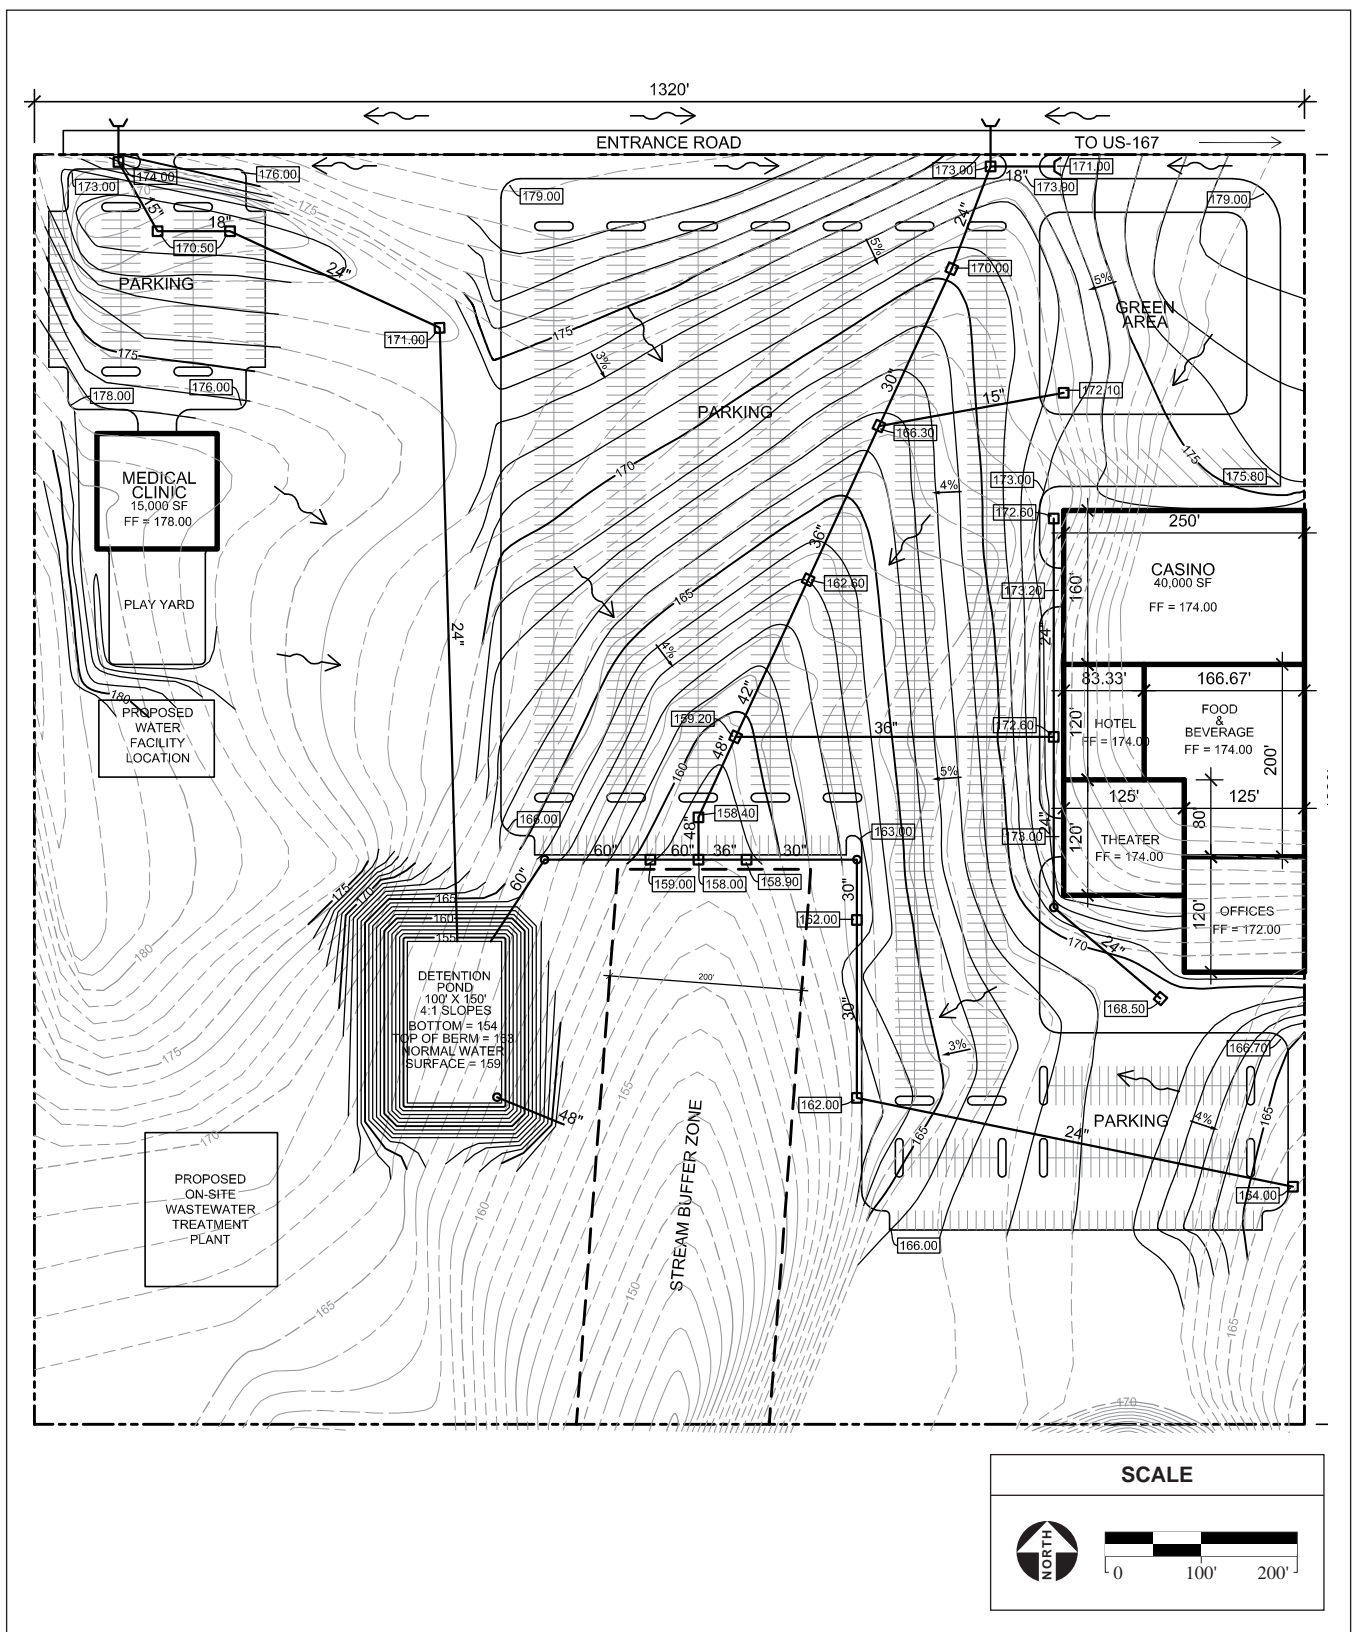 1320'
ENTRANCE ROAD
TO US-167
173.00
174.00
176.00
170
175
179.00
173.00
18"
171.00
173.90
179.00
15"
18"
170.50
24"
24"
5%
170.00
5%
PARKING
GREEN
AREA
171.00
175
3%
175
176.00
178.00
30"
15"
172.10
PARKING
166.30
170
175
175.80
173.00
4%
172.60
250'
MEDICAL
CLINIC
15,000 SF
FF = 178.00
36"
CASINO
40,000 SF
FF = 174.00
162.60
173.20
160'
165
PLAY YARD
24"
24"
4%
83.33'
166.67'
180
42"
159.20
172.60
120'
HOTEL
FF = 174.00
FOOD
&
BEVERAGE
FF = 174.00
200'
PROPOSED
WATER
FACILITY
LOCATION
48"
36"
160
5%
125'
125'
166.00
158.40
48"
163.00
173.00
24"
120'
80'
THEATER
FF = 174.00
60"
60"
36"
30"
60"
159.00
158.00
158.90
30"
175
170
165
160
155
162.00
120'
OFFICES
FF = 172.00
170
24"
180
200'
DETENTION
POND
100' X 150'
4:1 SLOPES
BOTTOM = 154
TOP OF BERM = 163
NORMAL WATER
SURFACE = 159
30"
168.50
175
3%
166.70
155
162.00
48"
PARKING
24"
4%
165
165
170
STREAM BUFFER ZONE
164.00
PROPOSED
ON-SITE
WASTEWATER
TREATMENT
PLANT
160
166.00
150
165
165
170
SCALE
NORTH
0 100' 200'